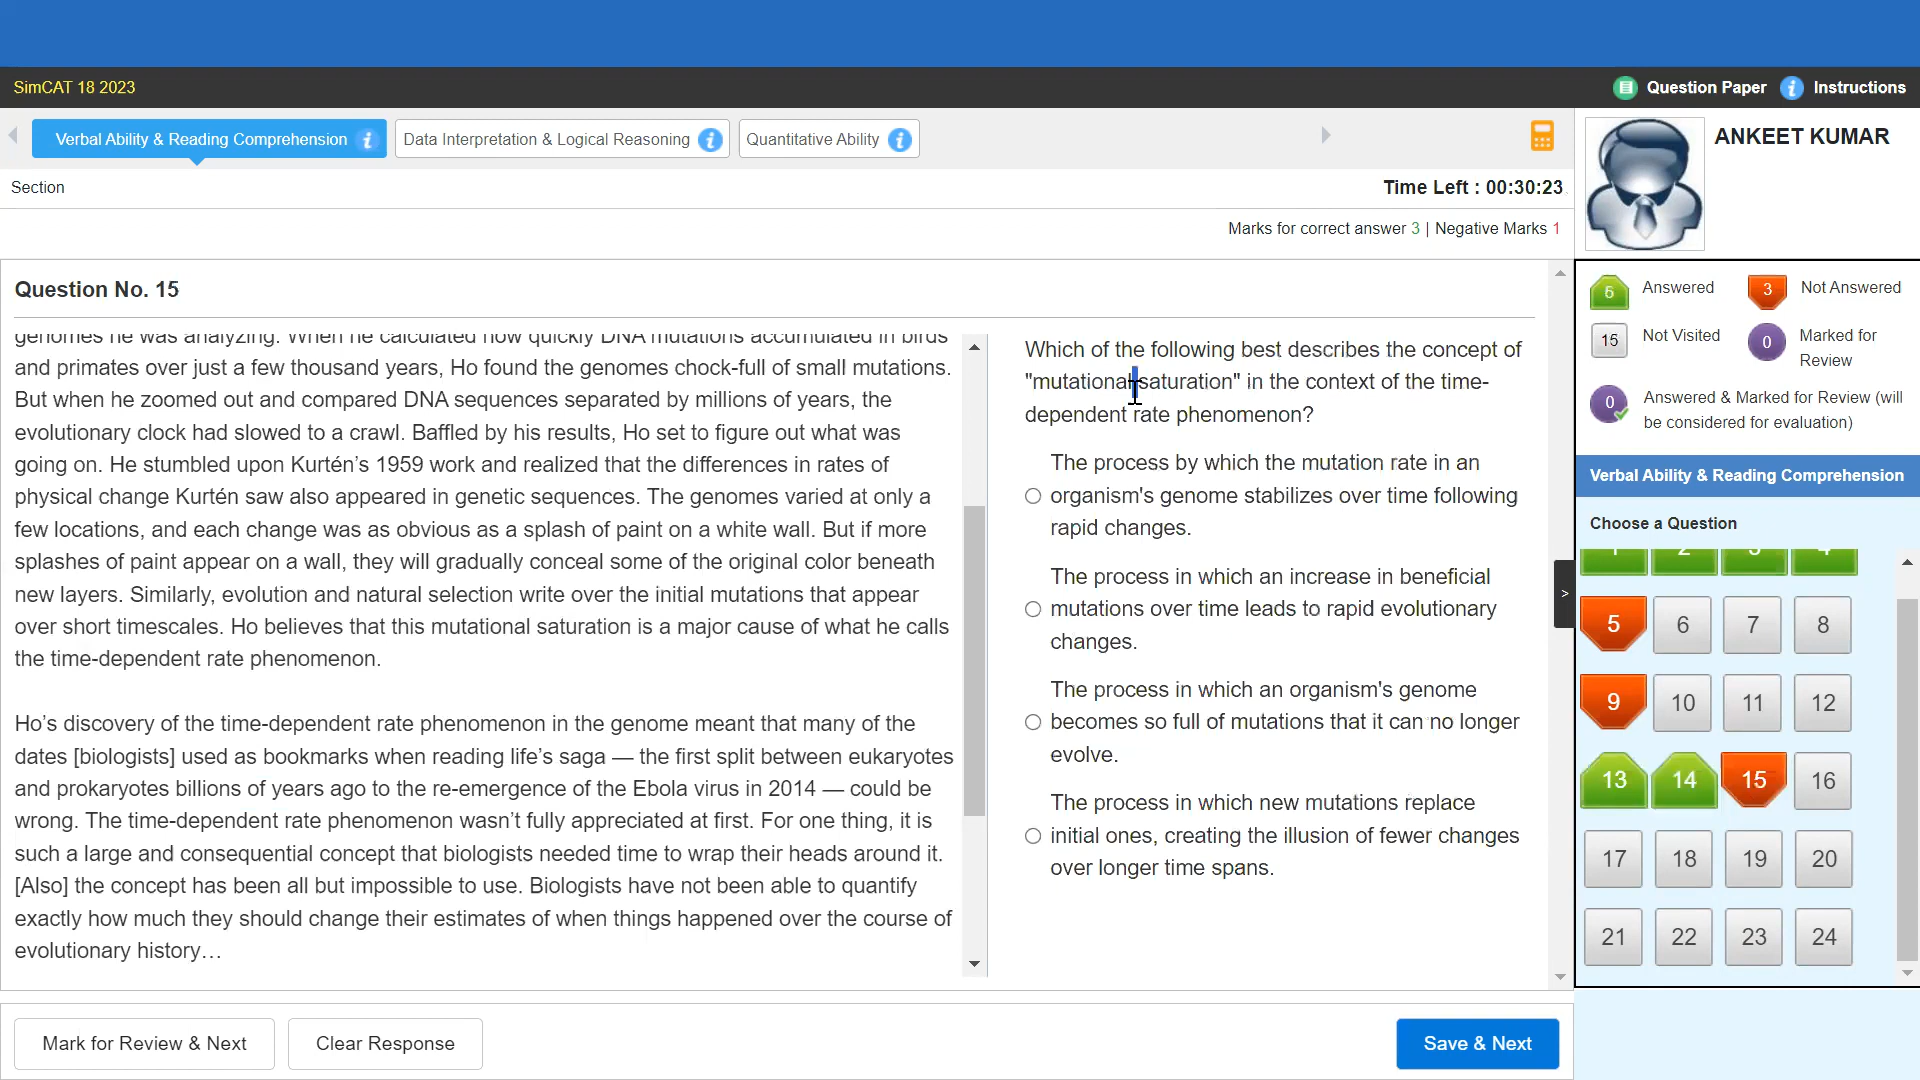 SimCAT 18 2023
Question Paper
Instructions
Verbal Ability & Reading Comprehension
Data Interpretation & Logical Reasoning
Quantitative Ability
ANKEET KUMAR
Section
Time Left : 00:30:23
Marks for correct answer 3 | Negative Marks 1
Question No. 15
genomes he was analyzing. When he calculated how quickly DNA mutations accumulated in birds
and primates over just a few thousand years, Ho found the genomes chock-full of small mutations.
But when he zoomed out and compared DNA sequences separated by millions of years, the
evolutionary clock had slowed to a crawl. Baffled by his results, Ho set to figure out what was
going on. He stumbled upon Kurtén’s 1959 work and realized that the differences in rates of
physical change Kurtén saw also appeared in genetic sequences. The genomes varied at only a
few locations, and each change was as obvious as a splash of paint on a white wall. But if more
splashes of paint appear on a wall, they will gradually conceal some of the original color beneath
new layers. Similarly, evolution and natural selection write over the initial mutations that appear
over short timescales. Ho believes that this mutational saturation is a major cause of what he calls
the time-dependent rate phenomenon.
Ho’s discovery of the time-dependent rate phenomenon in the genome meant that many of the
dates [biologists] used as bookmarks when reading life’s saga — the first split between eukaryotes
and prokaryotes billions of years ago to the re-emergence of the Ebola virus in 2014 — could be
wrong. The time-dependent rate phenomenon wasn’t fully appreciated at first. For one thing, it is
such a large and consequential concept that biologists needed time to wrap their heads around it.
[Also] the concept has been all but impossible to use. Biologists have not been able to quantify
exactly how much they should change their estimates of when things happened over the course of
evolutionary history…
Which of the following best describes the concept of
"mutational saturation" in the context of the time-
dependent rate phenomenon?
The process by which the mutation rate in an
organism's genome stabilizes over time following
rapid changes.
The process in which an increase in beneficial
mutations over time leads to rapid evolutionary
changes.
The process in which an organism's genome
becomes so full of mutations that it can no longer
evolve.
The process in which new mutations replace
initial ones, creating the illusion of fewer changes
over longer time spans.
>
6 Answered
3 Not Answered
15 Not Visited
0 Marked for
Review
0 Answered & Marked for Review (will
be considered for evaluation)
Verbal Ability & Reading Comprehension
Choose a Question
1 2 3 4
5 6 7 8
9 10 11 12
13 14 15 16
17 18 19 20
21 22 23 24
Mark for Review & Next
Clear Response
Save & Next